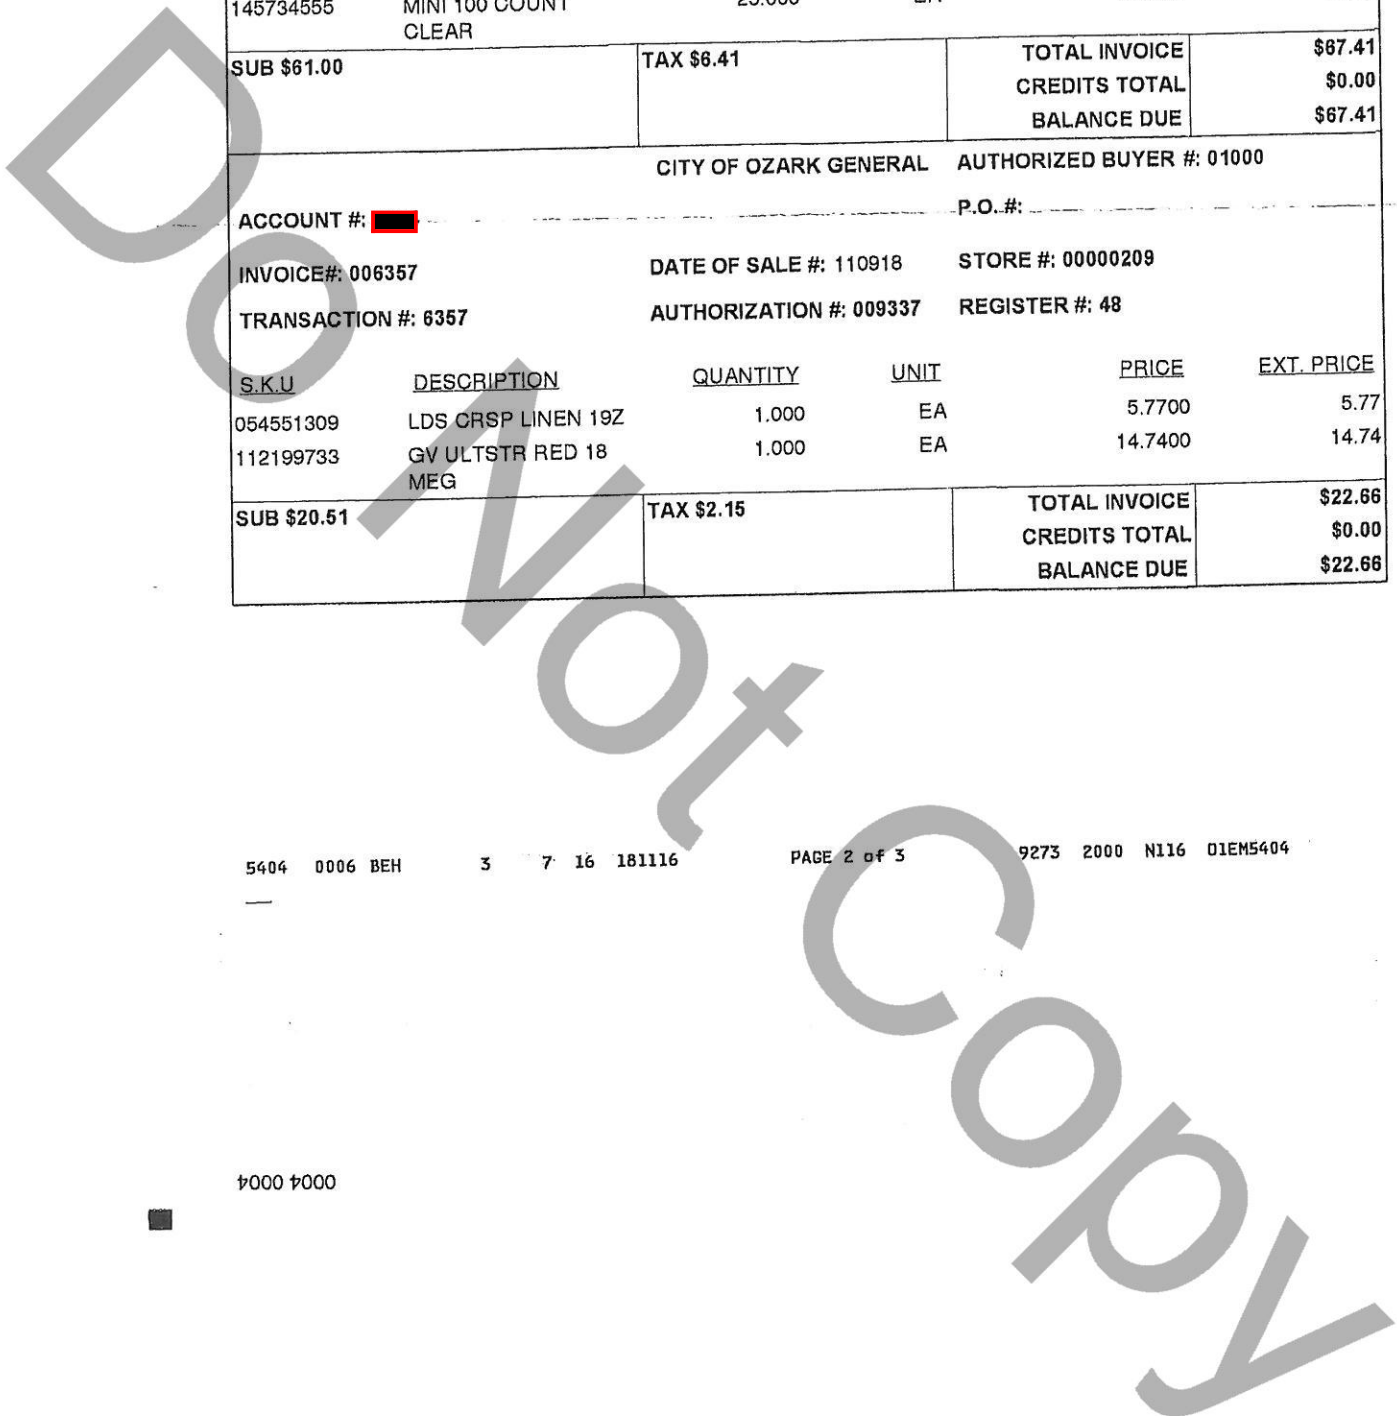 145734555 MINI 100 COUNT EA
CLEAR
SUB $61.00 TAX $6.41 TOTAL INVOICE $67.41
CREDITS TOTAL $0.00
BALANCE DUE $67.41
CITY OF OZARK GENERAL AUTHORIZED BUYER #: 01000
ACCOUNT #: P.O. #:
INVOICE#: 006357 DATE OF SALE #: 110918 STORE #: 00000209
TRANSACTION #: 6357 AUTHORIZATION #: 009337 REGISTER #: 48
S.K.U DESCRIPTION QUANTITY UNIT PRICE EXT. PRICE
054551309 LDS CRSP LINEN 19Z 1.000 EA 5.7700 5.77
112199733 GV ULTSTR RED 18 1.000 EA 14.7400 14.74
MEG
SUB $20.51 TAX $2.15 TOTAL INVOICE $22.66
CREDITS TOTAL $0.00
BALANCE DUE $22.66
5404 0006 BEH 3 7 16 181116 PAGE 2 of 3 9273 2000 N116 01EM5404
0004 0004
Do Not Copy